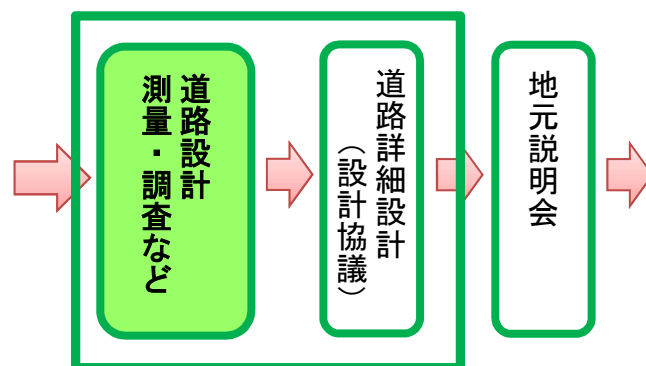 道路設計
測量・調査など
道路詳細設計
（設計協議）
地元説明会